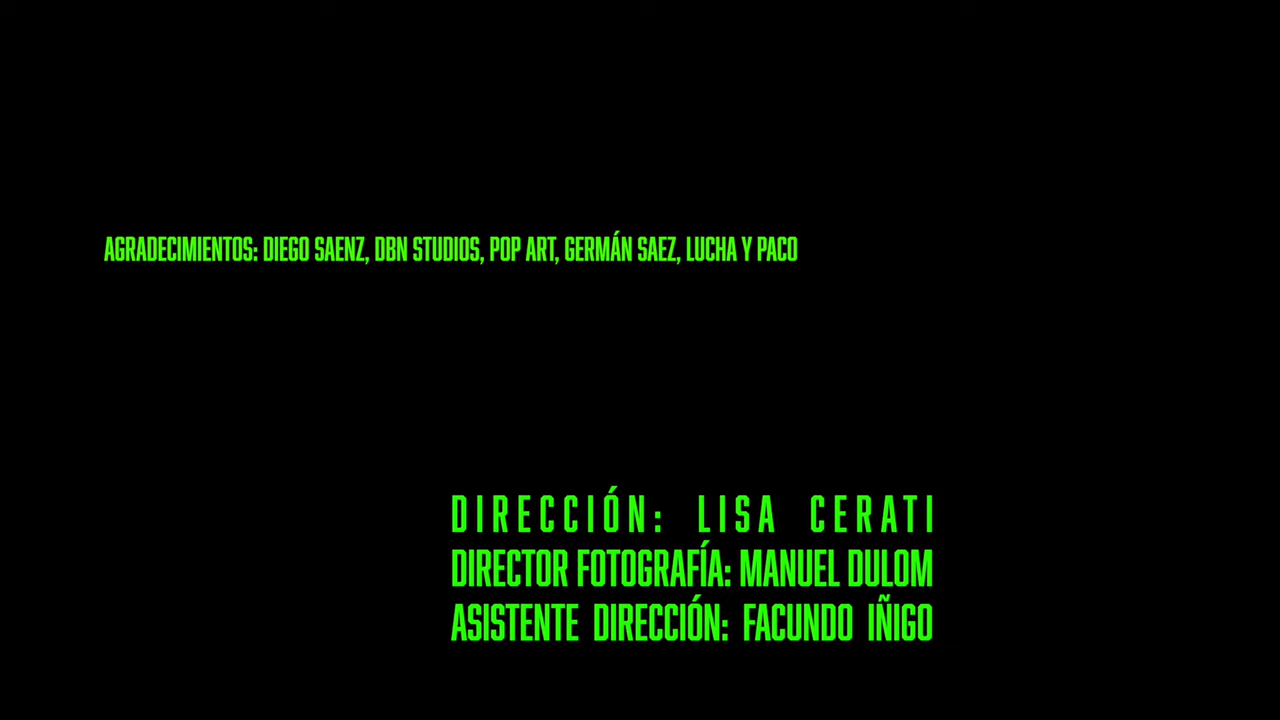 AGRADECIMIENTOS: DIEGO SAENZ, DBN STUDIOS, POP ART, GERMÁN SAEZ, LUCHA Y PACO
DIRECCIÓN: LISA CERATI
DIRECTOR FOTOGRAFÍA: MANUEL DULOM
ASISTENTE DIRECCIÓN: FACUNDO IÑIGO